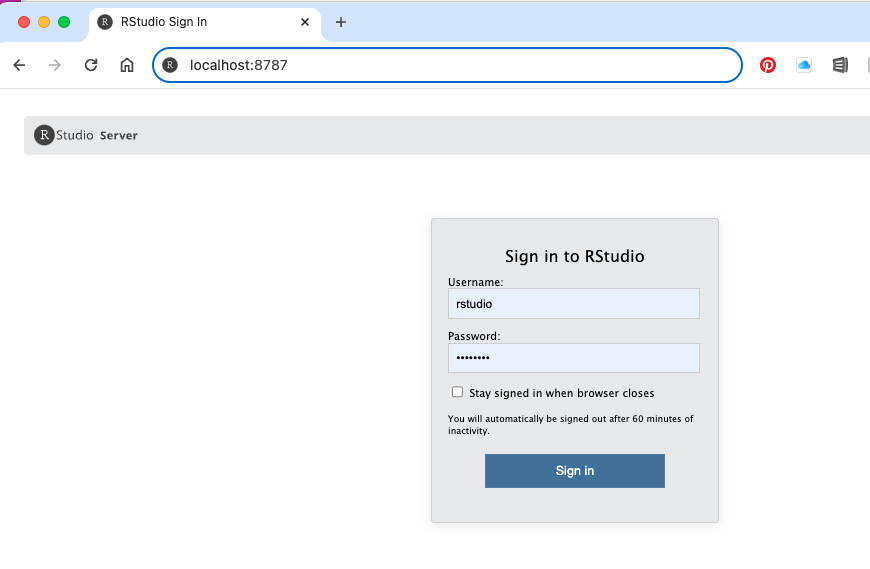 RStudio Sign In
localhost:8787
R Studio Server
Sign in to RStudio
Username:
rstudio
Password:
••••••••
Stay signed in when browser closes
You will automatically be signed out after 60 minutes of
inactivity.
Sign in